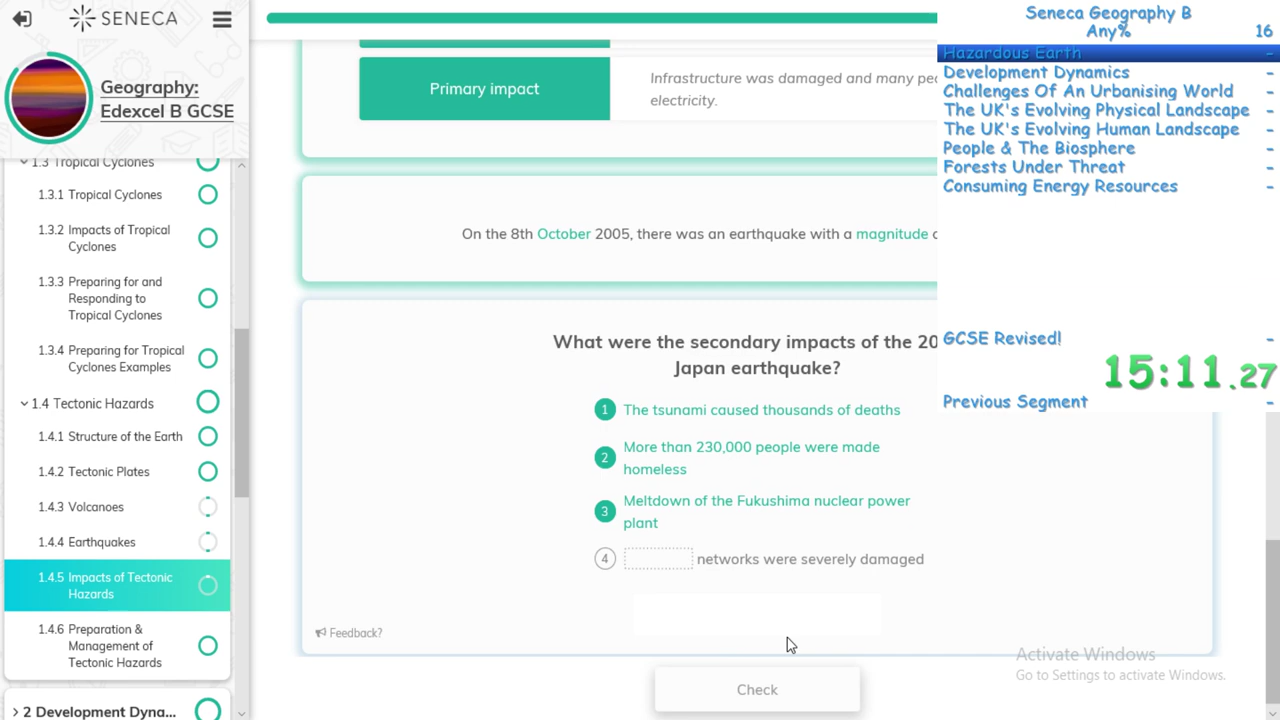 SENECA
Geography:
Edexcel B GCSE
1.3 Tropical Cyclones
1.3.1 Tropical Cyclones
1.3.2 Impacts of Tropical
Cyclones
1.3.3 Preparing for and
Responding to
Tropical Cyclones
1.3.4 Preparing for Tropical
Cyclones Examples
1.4 Tectonic Hazards
1.4.1 Structure of the Earth
1.4.2 Tectonic Plates
1.4.3 Volcanoes
1.4.4 Earthquakes
1.4.5 Impacts of Tectonic
Hazards
1.4.6 Preparation &
Management of
Tectonic Hazards
2 Development Dyna...
Primary impact
Infrastructure was damaged and many
electricity.
On the 8th October 2005, there was an earthquake with a magnitude
What were the secondary impacts of the 20
Japan earthquake?
1 The tsunami caused thousands of deaths
2 More than 230,000 people were made
homeless
3 Meltdown of the Fukushima nuclear power
plant
4 networks were severely damaged
Feedback?
Check
Seneca Geography B
Any% 16
Hazardous Earth -
Development Dynamics -
Challenges Of An Urbanising World -
The UK's Evolving Physical Landscape -
The UK's Evolving Human Landscape -
People & The Biosphere -
Forests Under Threat -
Consuming Energy Resources -
GCSE Revised! -
15:11.27
Previous Segment -
Activate Windows
Go to Settings to activate Windows.